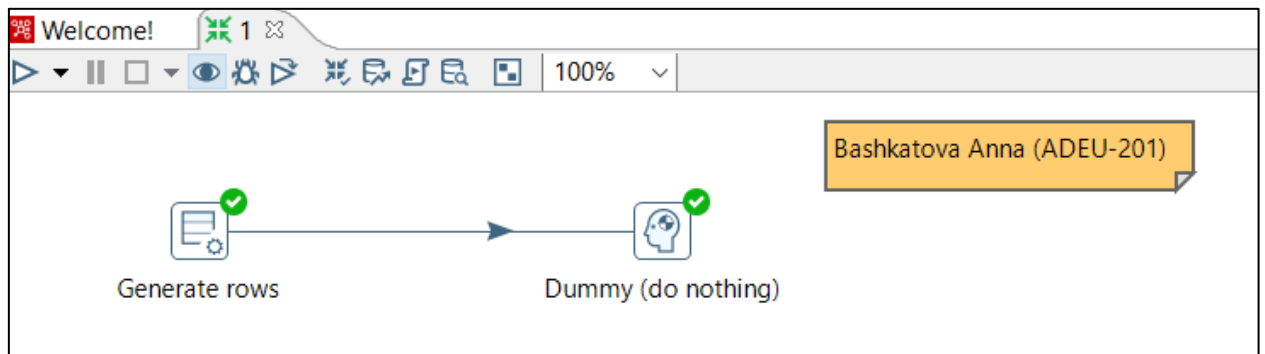 Welcome!
1
100%
Bashkatova Anna (ADEU-201)
Generate rows
Dummy (do nothing)